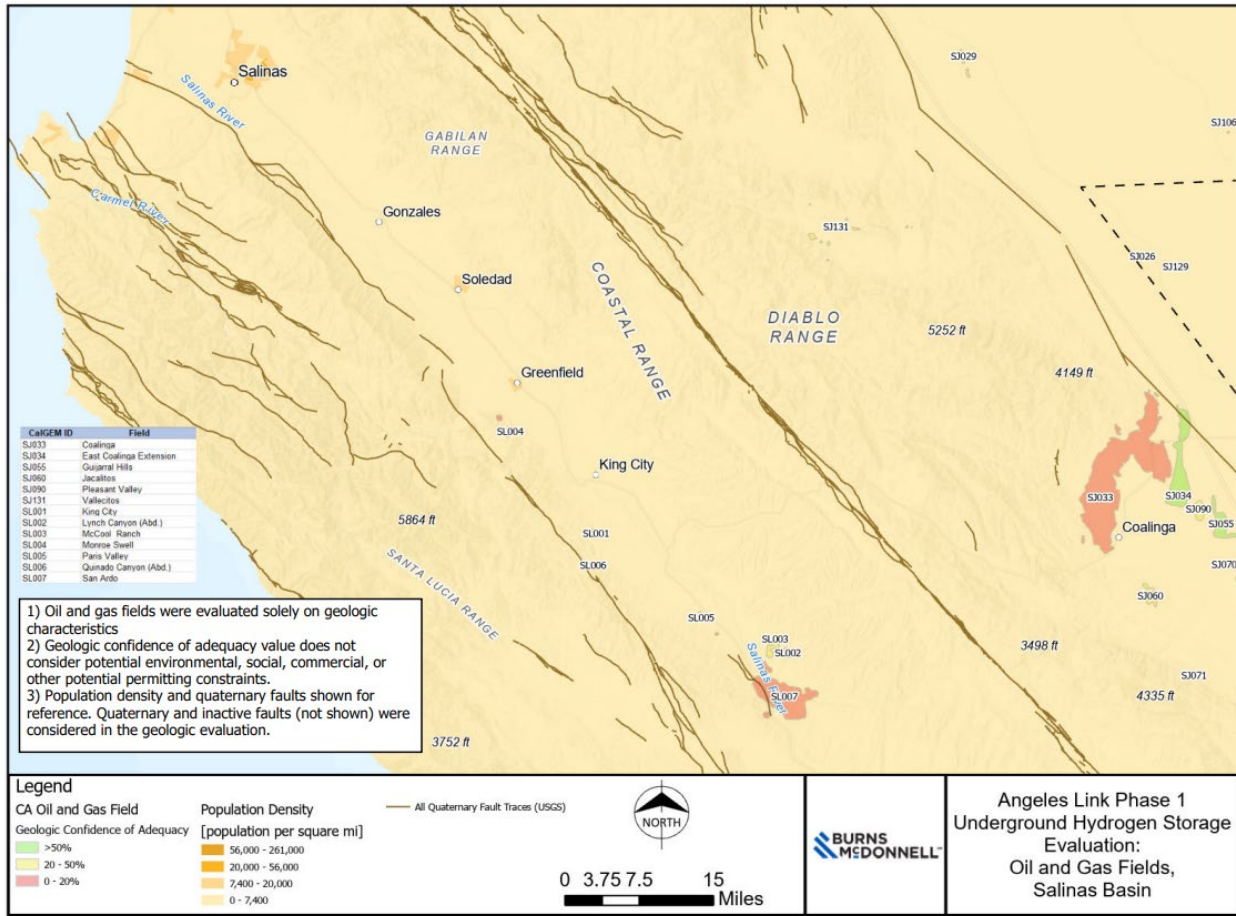 Salinas
Salinas River
GABILAN
RANGE
SJ029
SJ106
Carmel River
Gonzales
SJ131
SJ026
SJ129
Soledad
COASTAL RANGE
DIABLO
RANGE
5252 ft
4149 ft
Greenfield
SL004
King City
SJ033
SJ034
SJ090
SJ055
Coalinga
SJ070
5864 ft
SL001
SL006
SANTA LUCIA RANGE
SJ060
SL005
SL003
SL002
Salinas River
SL007
3498 ft
SJ071
4335 ft
3752 ft
CalGEM ID Field
SJ033 Coalinga
SJ034 East Coalinga Extension
SJ055 Guijarral Hills
SJ060 Jacalitos
SJ090 Pleasant Valley
SJ131 Vallecitos
SL001 King City
SL002 Lynch Canyon (Abd.)
SL003 McCool Ranch
SL004 Monroe Swell
SL005 Paris Valley
SL006 Quinado Canyon (Abd.)
SL007 San Ardo
1) Oil and gas fields were evaluated solely on geologic
characteristics
2) Geologic confidence of adequacy value does not
consider potential environmental, social, commercial, or
other potential permitting constraints.
3) Population density and quaternary faults shown for
reference. Quaternary and inactive faults (not shown) were
considered in the geologic evaluation.
Legend
CA Oil and Gas Field
Geologic Confidence of Adequacy
>50%
20 - 50%
0 - 20%
Population Density
[population per square mi]
56,000 - 261,000
20,000 - 56,000
7,400 - 20,000
0 - 7,400
All Quaternary Fault Traces (USGS)
NORTH
0 3.75 7.5 15
Miles
BURNS
MCDONNELL
Angeles Link Phase 1
Underground Hydrogen Storage
Evaluation:
Oil and Gas Fields,
Salinas Basin